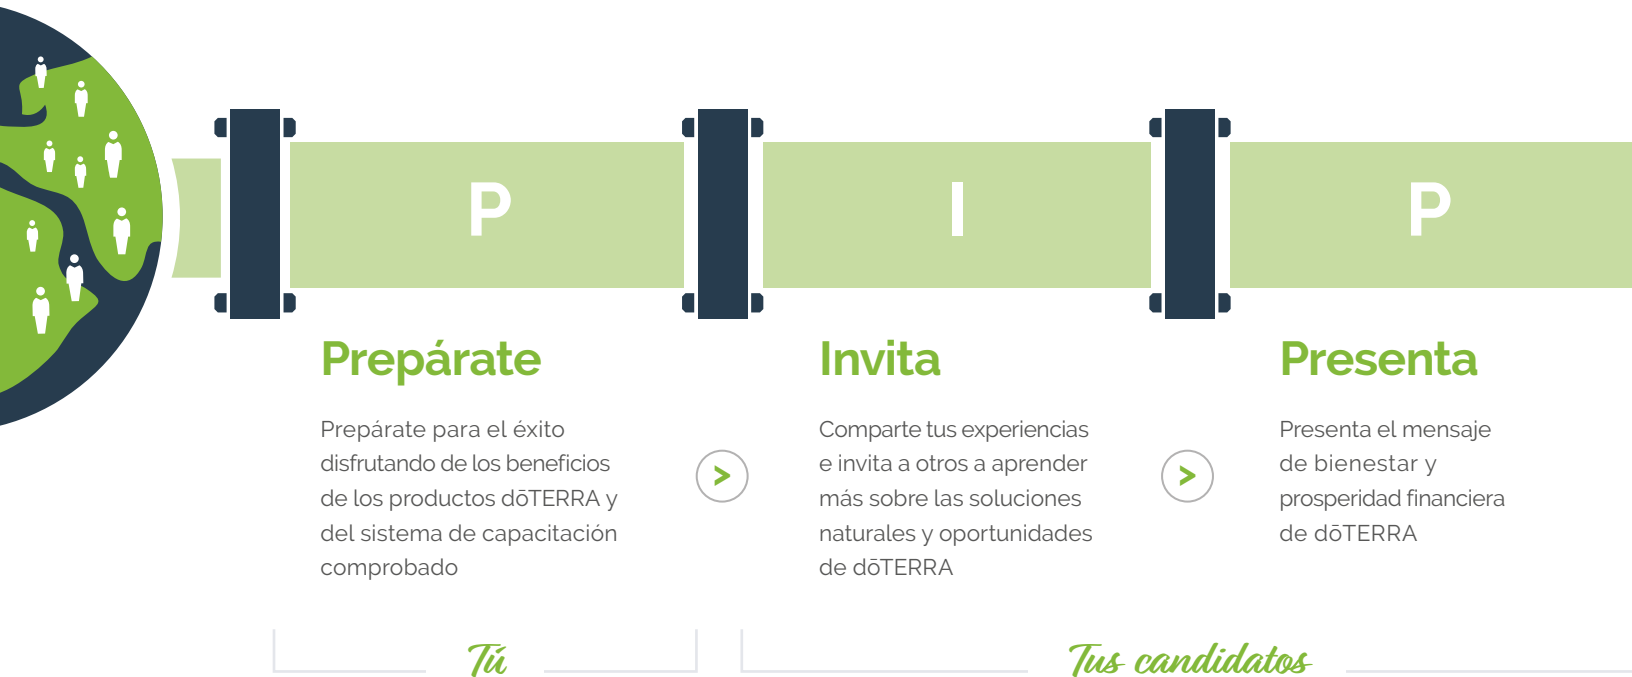 P
I
P
Prepárate
Prepárate para el éxito
disfrutando de los beneficios
de los productos dōTERRA y
del sistema de capacitación
comprobado
>
Invita
Comparte tus experiencias
e invita a otros a aprender
más sobre las soluciones
naturales y oportunidades
de dōTERRA
>
Presenta
Presenta el mensaje
de bienestar y
prosperidad financiera
de dōTERRA
Tú
Tus candidatos